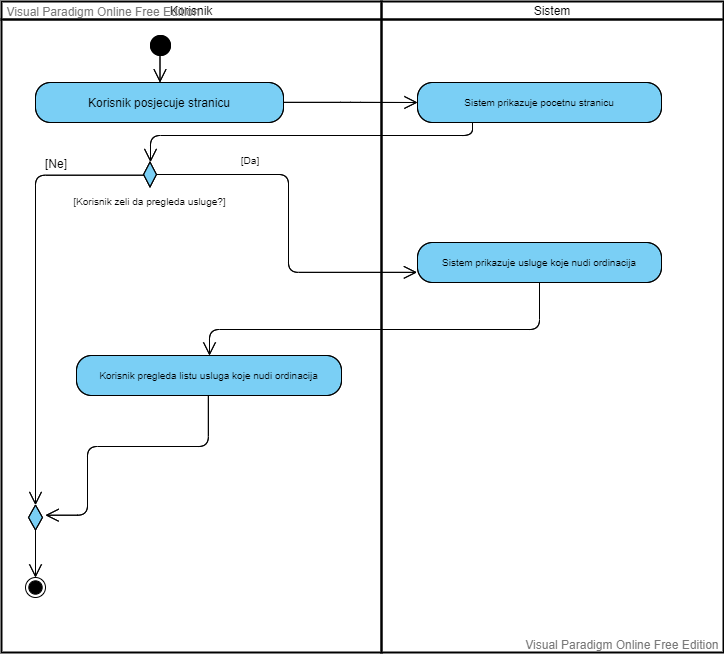 Visual Paradigm Online Free Edition
Korisnik
Sistem
Korisnik posjecuje stranicu
Sistem prikazuje pocetnu stranicu
[Ne]
[Da]
[Korisnik zeli da pregleda usluge?]
Sistem prikazuje usluge koje nudi ordinacija
Korisnik pregleda listu usluga koje nudi ordinacija
Visual Paradigm Online Free Edition